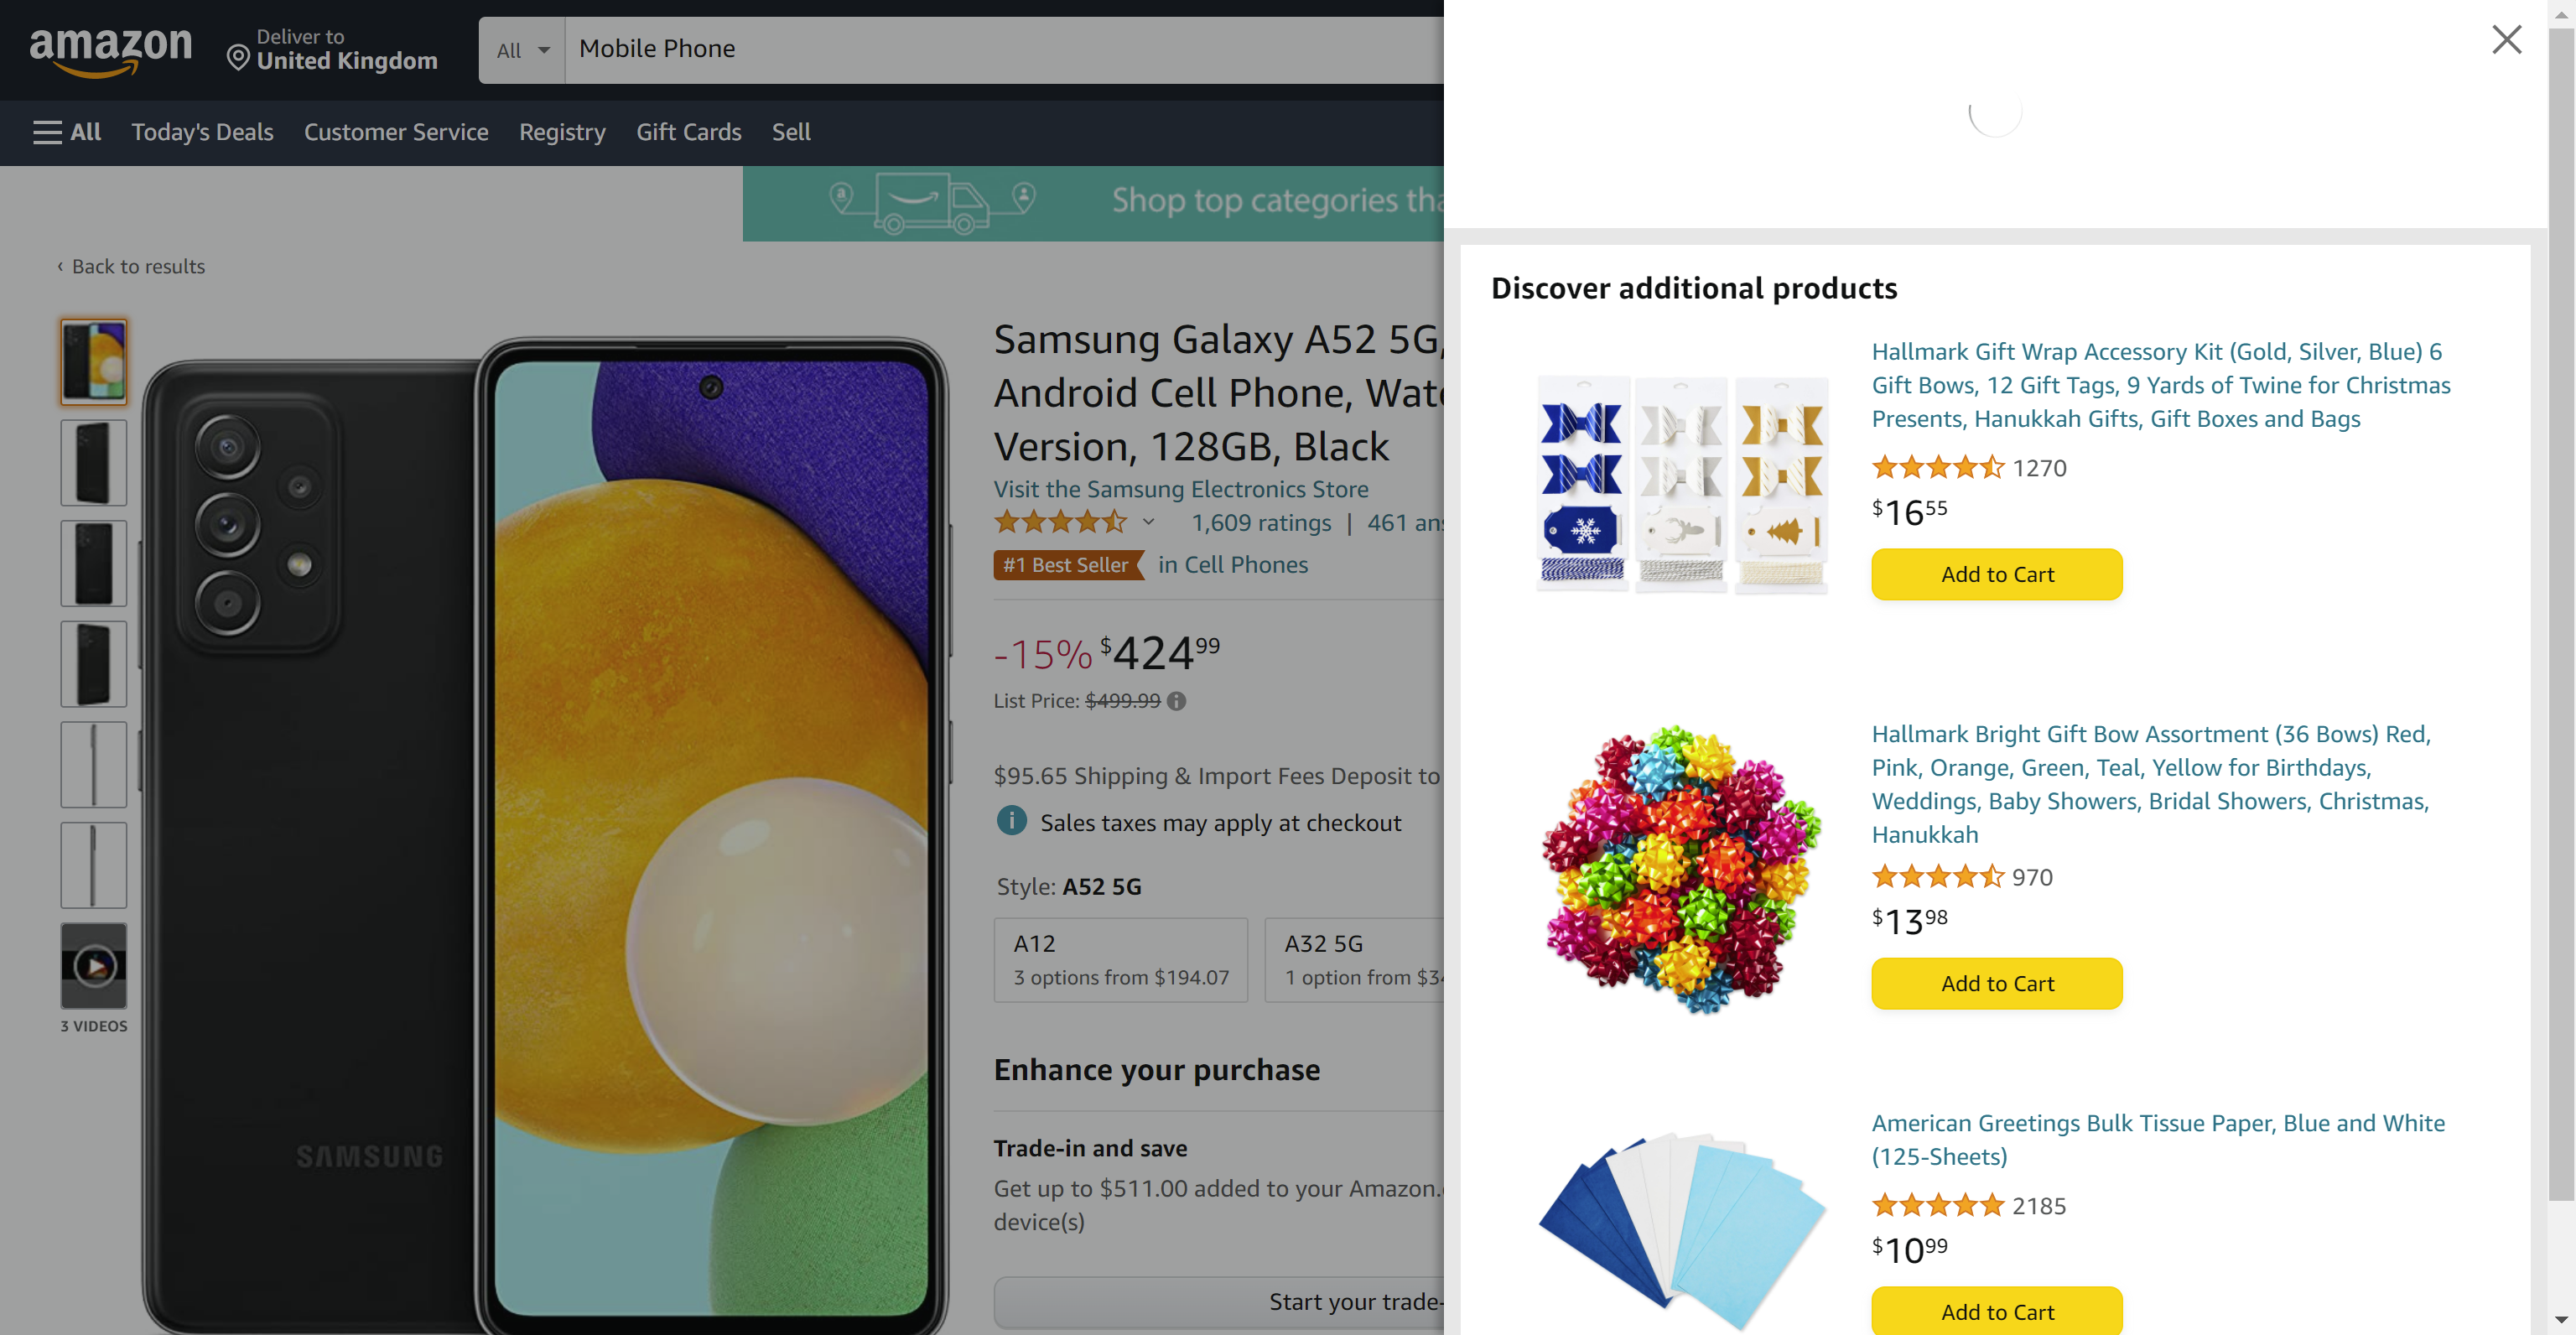 amazon
Deliver to
United Kingdom
All
Mobile Phone
All
Today's Deals
Customer Service
Registry
Gift Cards
Sell
Shop top categories
‹ Back to results
3 VIDEOS
SAMSUNG
Samsung Galaxy A52 5G,
Android Cell Phone,
Version, 128GB, Black
Visit the Samsung Electronics Store
1,609 ratings | 461
#1 Best Seller in Cell Phones
-15% $424.99
List Price: $499.99
$95.65 Shipping & Import Fees Deposit to
Sales taxes may apply at checkout
Style: A52 5G
A12
3 options from $194.07
A32 5G
1 option from
Enhance your purchase
Trade-in and save
Get up to $511.00 added to your Amazon.
device(s)
Start your trade-
Discover additional products
Hallmark Gift Wrap Accessory Kit (Gold, Silver, Blue) 6
Gift Bows, 12 Gift Tags, 9 Yards of Twine for Christmas
Presents, Hanukkah Gifts, Gift Boxes and Bags
1270
$16.55
Add to Cart
Hallmark Bright Gift Bow Assortment (36 Bows) Red,
Pink, Orange, Green, Teal, Yellow for Birthdays,
Weddings, Baby Showers, Bridal Showers, Christmas,
Hanukkah
970
$13.98
Add to Cart
American Greetings Bulk Tissue Paper, Blue and White
(125-Sheets)
2185
$10.99
Add to Cart